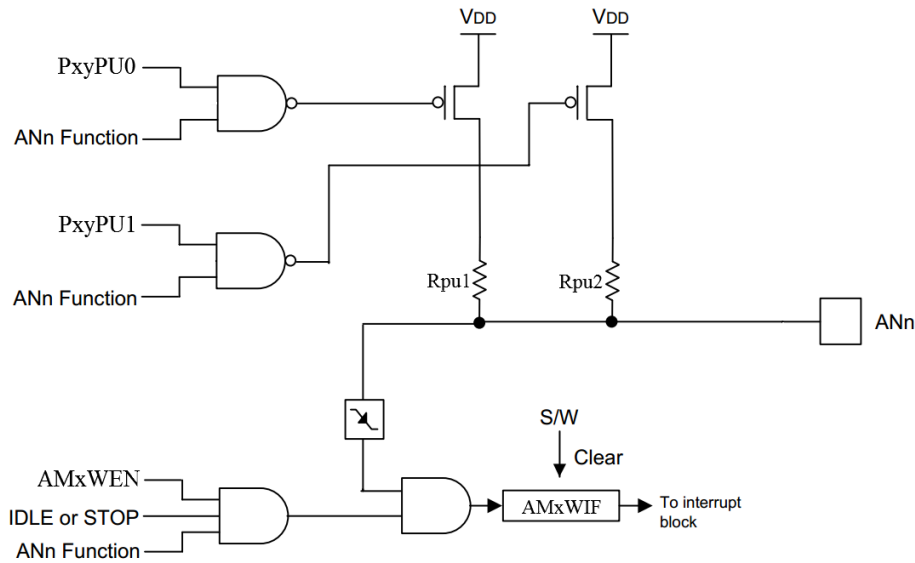 VDD
VDD
PxyPU0
ANn Function
PxyPU1
ANn Function
Rpu1
Rpu2
ANn
S/W
Clear
AMxWEN
IDLE or STOP
ANn Function
AMxWIF
To interrupt
block